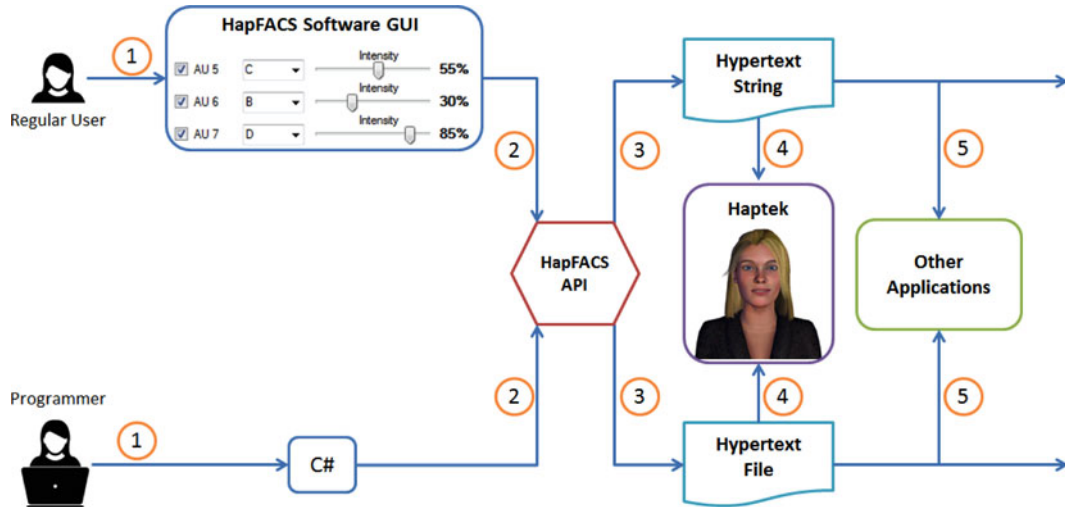 HapFACS Software GUI
1
Regular User
Intensity
AU 5 C 55%
Intensity
AU 6 B 30%
Intensity
AU 7 D 85%
2
3
Hypertext
String
4
5
Haptek
HapFACS
API
Other
Applications
Programmer
1
C#
2
3
4
5
Hypertext
File